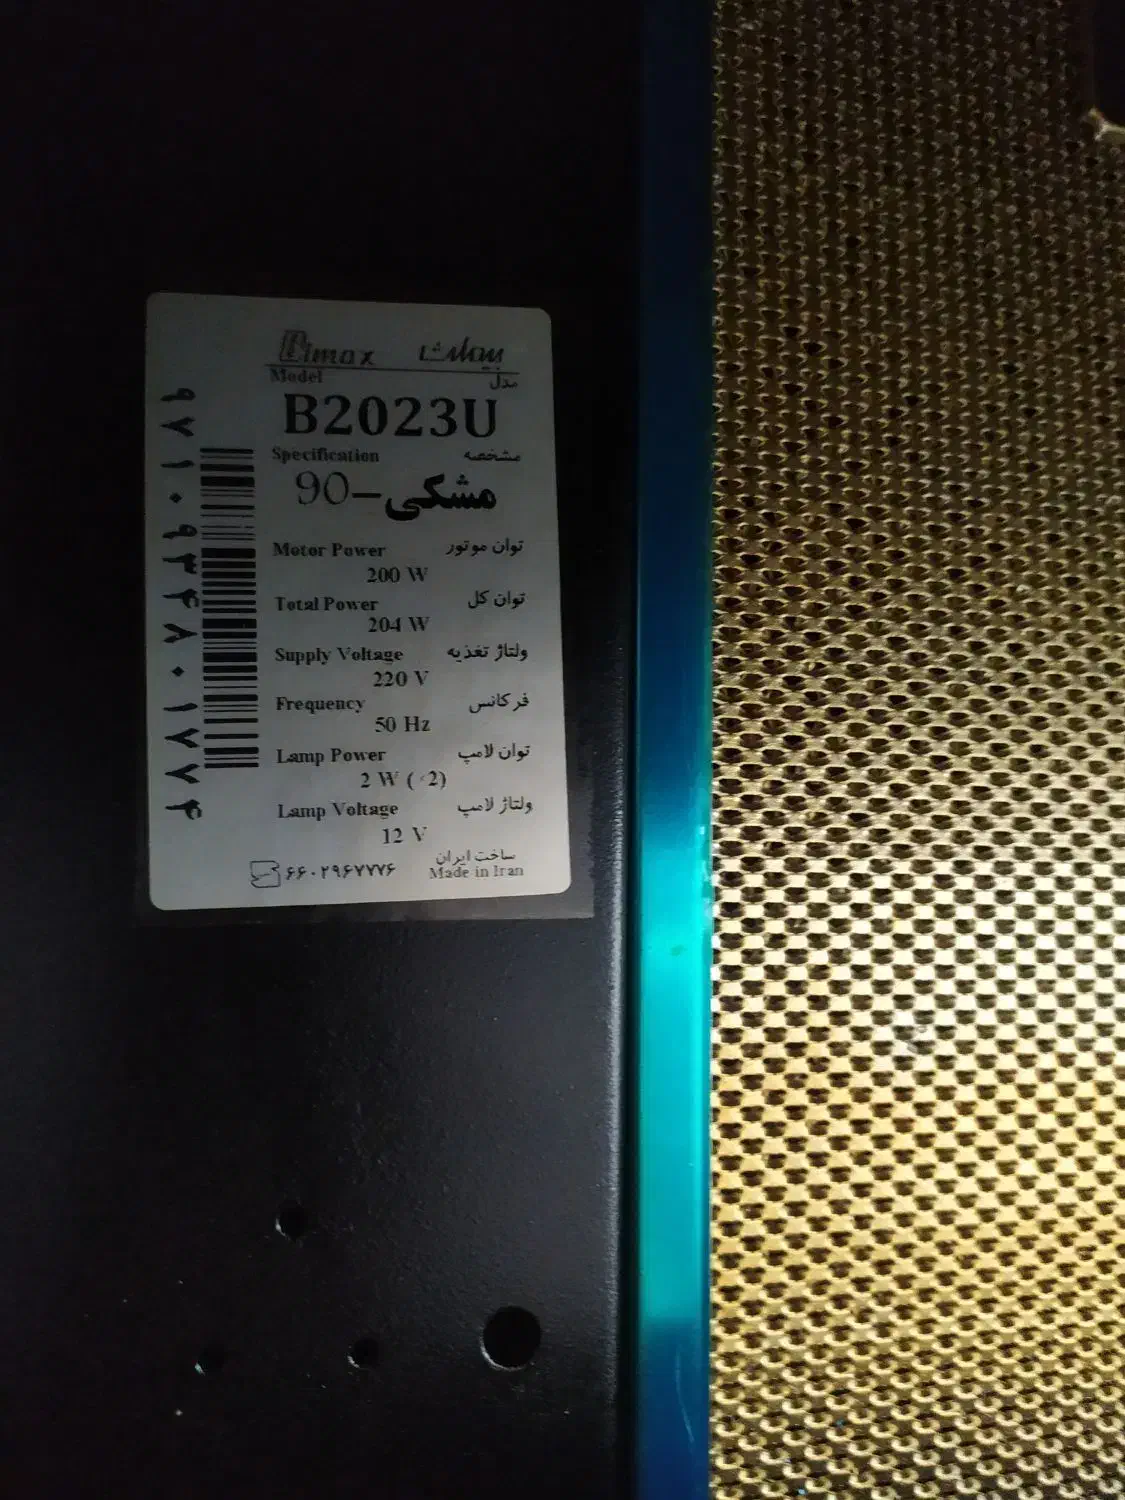 Bimax بیمکث
Model مدل
B2023U
Specification مشخصه
مشکی-90
Motor Power توان موتور
200 W
Total Power توان کل
204 W
Supply Voltage ولتاژ تغذیه
220 V
Frequency فرکانس
50 Hz
Lamp Power توان لامپ
2 W (×2)
Lamp Voltage ولتاژ لامپ
12 V
ساخت ایران
Made in Iran
۶۶۰۲۹۶۷۷۷۶
۹۷۱۰۹۳۴۸۰۱۷۷۴